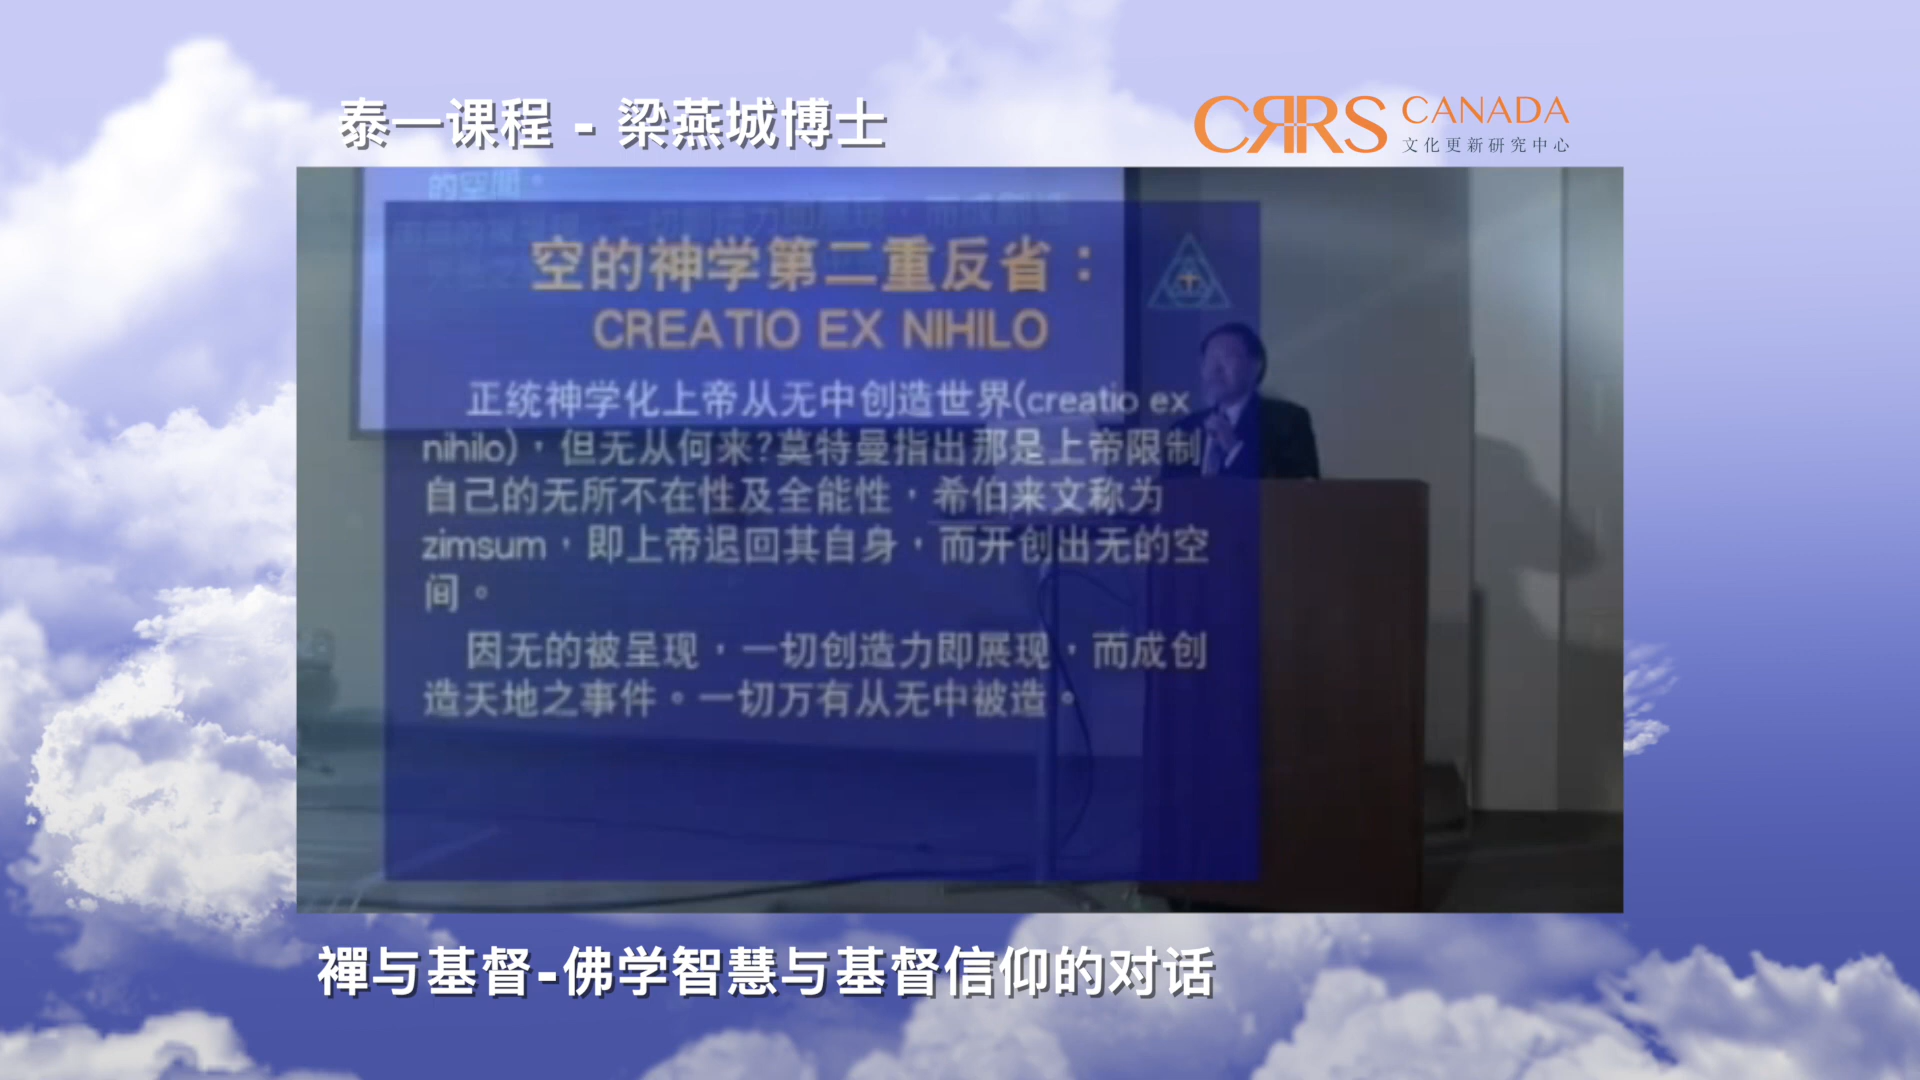 泰一课程 - 梁燕城博士
CRRS CANADA
文化更新研究中心
的空间。
空的神学第二重反省：
CREATIO EX NIHILO
正统神学化上帝从无中创造世界(creatio ex
nihilo)，但无从何来?莫特曼指出那是上帝限制
自己的无所不在性及全能性，希伯来文称为
zimsum，即上帝退回其自身，而开创出无的空
间。
因无的被呈现，一切创造力即展现，而成创
造天地之事件。一切万有从无中被造。
禪与基督-佛学智慧与基督信仰的对话